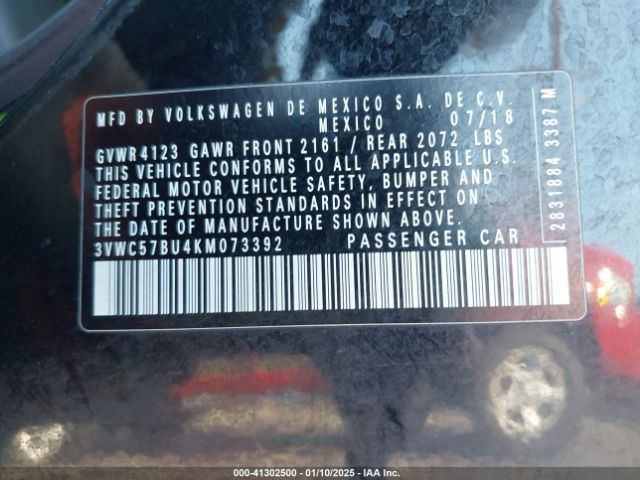 MFD BY VOLKSWAGEN DE MEXICO S.A. DE C.V.
MEXICO 07/18
GVWR 4123 GAWR FRONT 2161 / REAR 2072 LBS
THIS VEHICLE CONFORMS TO ALL APPLICABLE U.S.
FEDERAL MOTOR VEHICLE SAFETY, BUMPER AND
THEFT PREVENTION STANDARDS IN EFFECT ON
THE DATE OF MANUFACTURE SHOWN ABOVE.
3VWC57BU4KM073392 PASSENGER CAR
2831884 3387 M
000-41302500 - 01/10/2025 - IAA Inc.